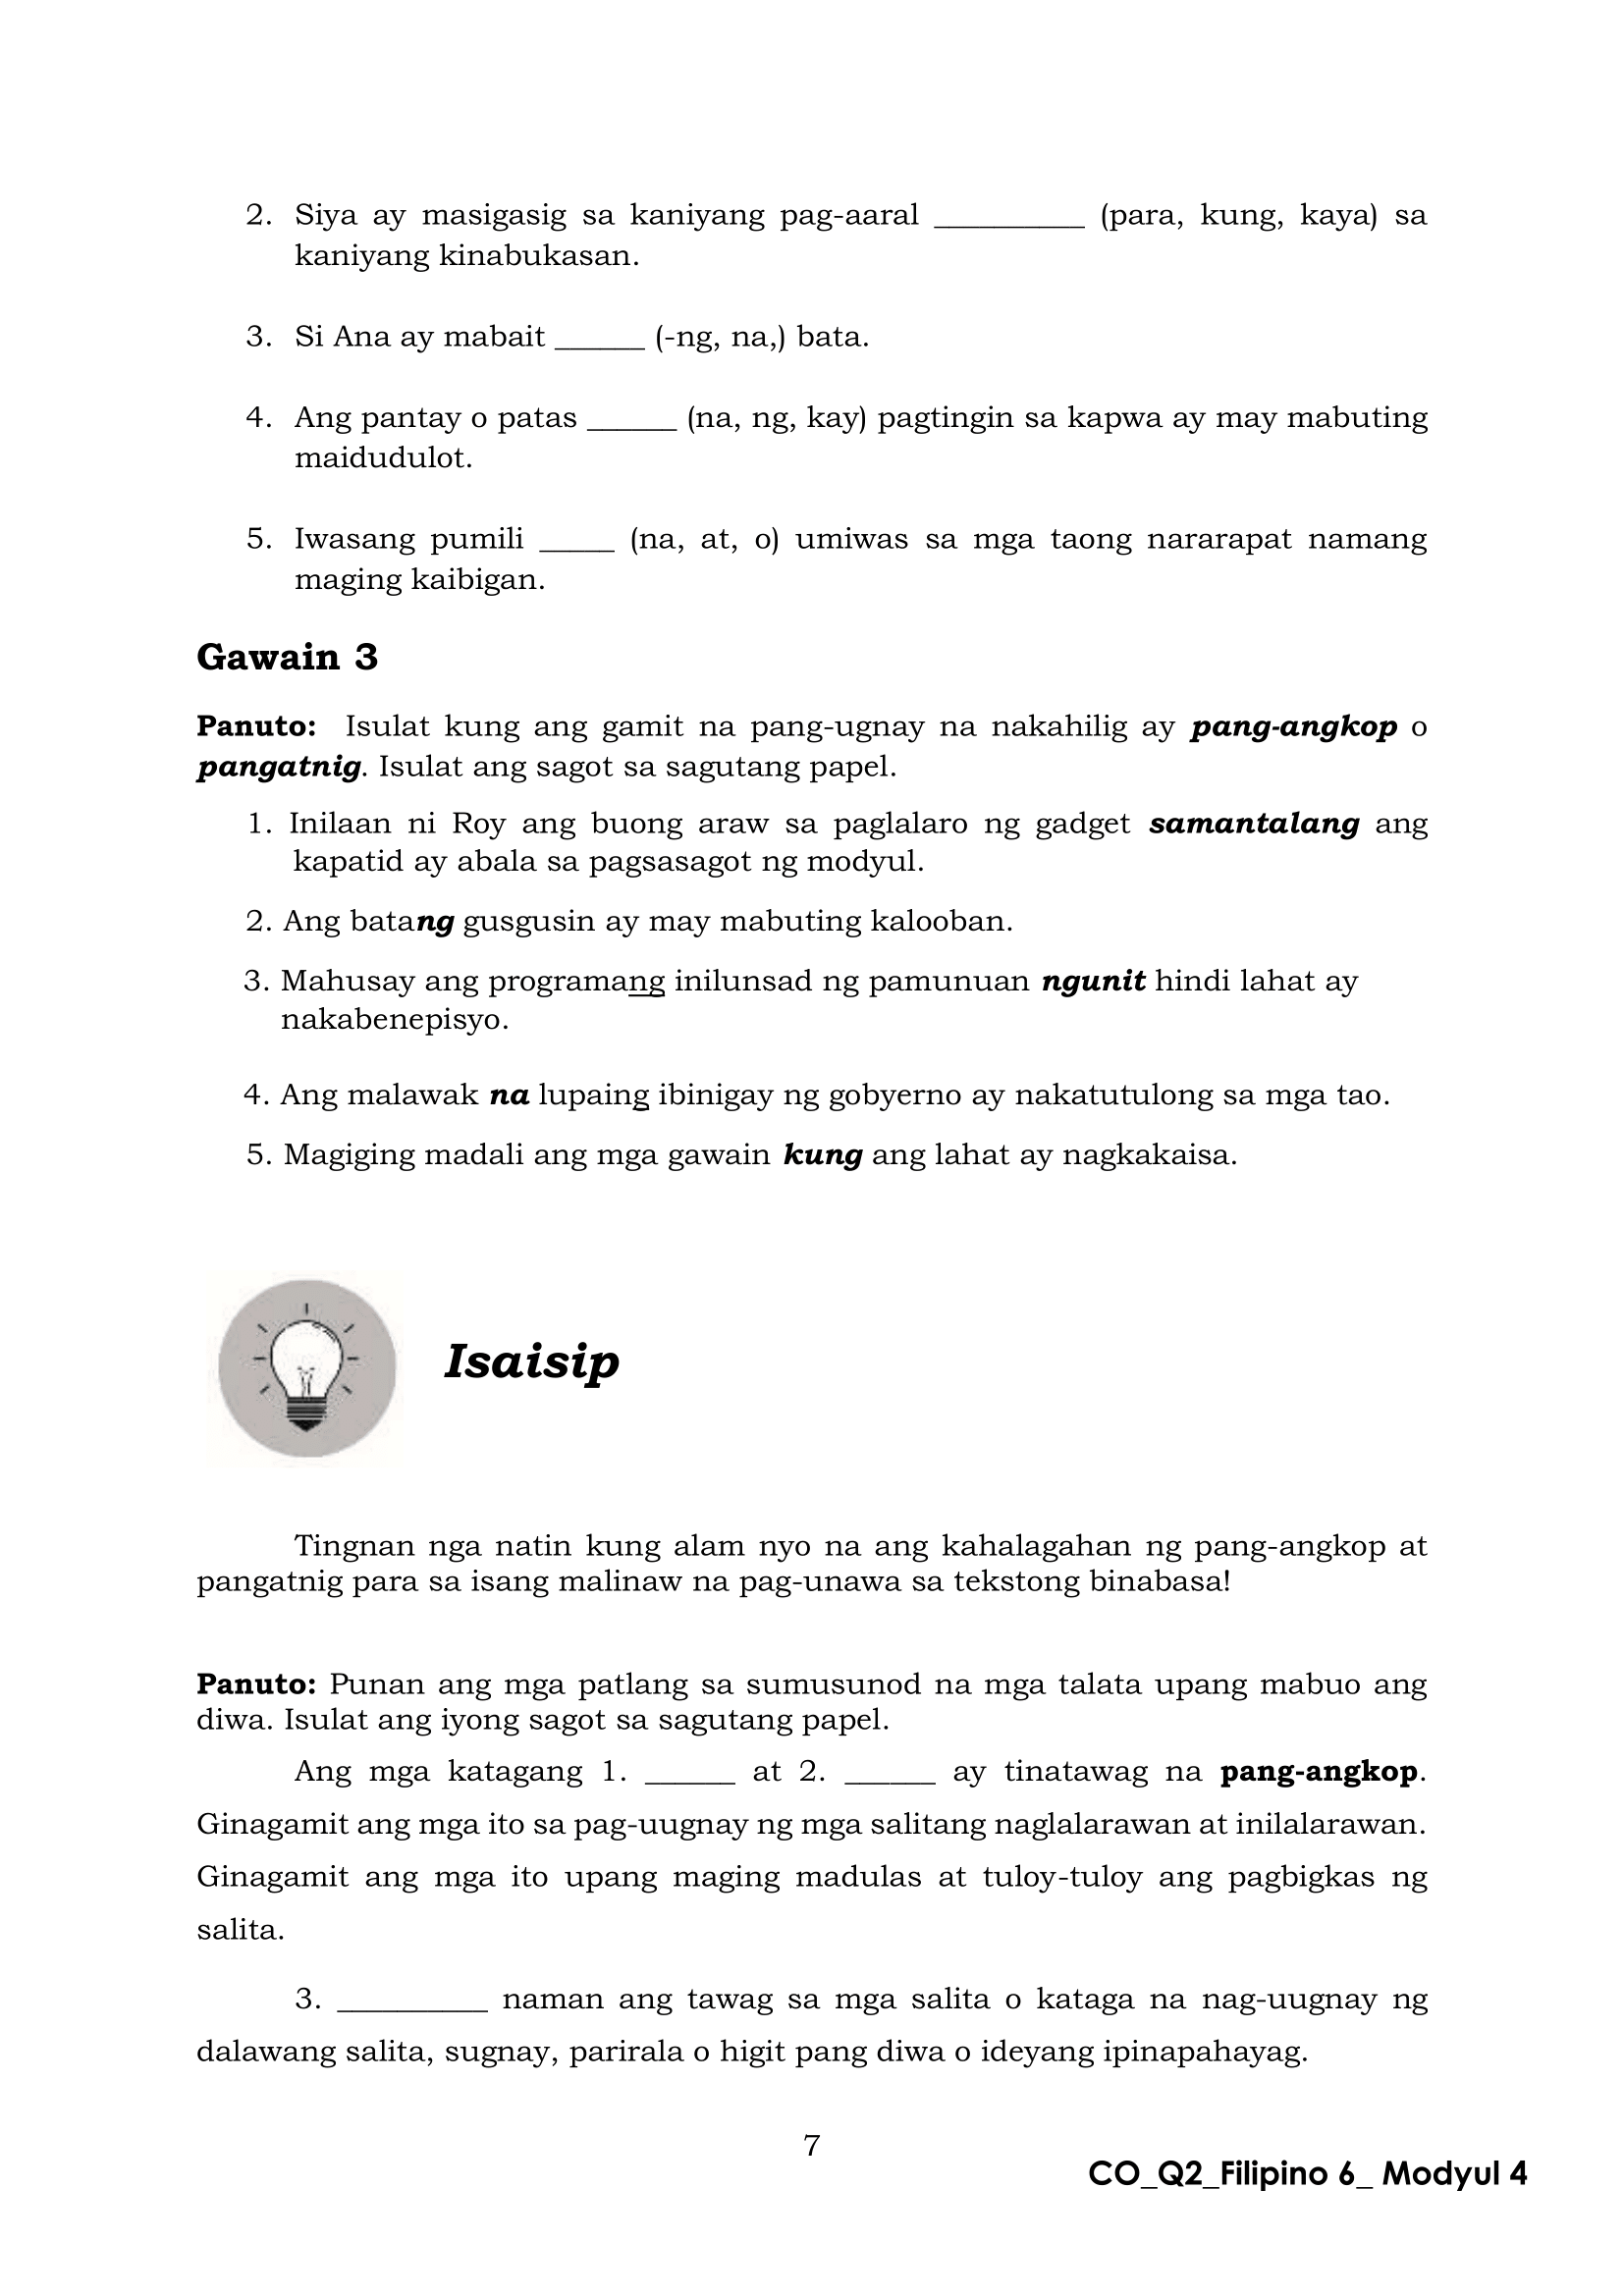 2. Siya ay masigasig sa kaniyang pag-aaral __________ (para, kung, kaya) sa
kaniyang kinabukasan.
3. Si Ana ay mabait ______ (-ng, na,) bata.
4. Ang pantay o patas ______ (na, ng, kay) pagtingin sa kapwa ay may mabuting
maidudulot.
5. Iwasang pumili _____ (na, at, o) umiwas sa mga taong nararapat namang
maging kaibigan.
Gawain 3
Panuto: Isulat kung ang gamit na pang-ugnay na nakahilig ay pang-angkop o
pangatnig. Isulat ang sagot sa sagutang papel.
1. Inilaan ni Roy ang buong araw sa paglalaro ng gadget samantalang ang
kapatid ay abala sa pagsasagot ng modyul.
2. Ang batang gusgusin ay may mabuting kalooban.
3. Mahusay ang programang inilunsad ng pamunuan ngunit hindi lahat ay
nakabenepisyo.
4. Ang malawak na lupaing ibinigay ng gobyerno ay nakatutulong sa mga tao.
5. Magiging madali ang mga gawain kung ang lahat ay nagkakaisa.
Isaisip
Tingnan nga natin kung alam nyo na ang kahalagahan ng pang-angkop at
pangatnig para sa isang malinaw na pag-unawa sa tekstong binabasa!
Panuto: Punan ang mga patlang sa sumusunod na mga talata upang mabuo ang
diwa. Isulat ang iyong sagot sa sagutang papel.
Ang mga katagang 1. ______ at 2. ______ ay tinatawag na pang-angkop.
Ginagamit ang mga ito sa pag-uugnay ng mga salitang naglalarawan at inilalarawan.
Ginagamit ang mga ito upang maging madulas at tuloy-tuloy ang pagbigkas ng
salita.
3. __________ naman ang tawag sa mga salita o kataga na nag-uugnay ng
dalawang salita, sugnay, parirala o higit pang diwa o ideyang ipinapahayag.
7
CO_Q2_Filipino 6_ Modyul 4